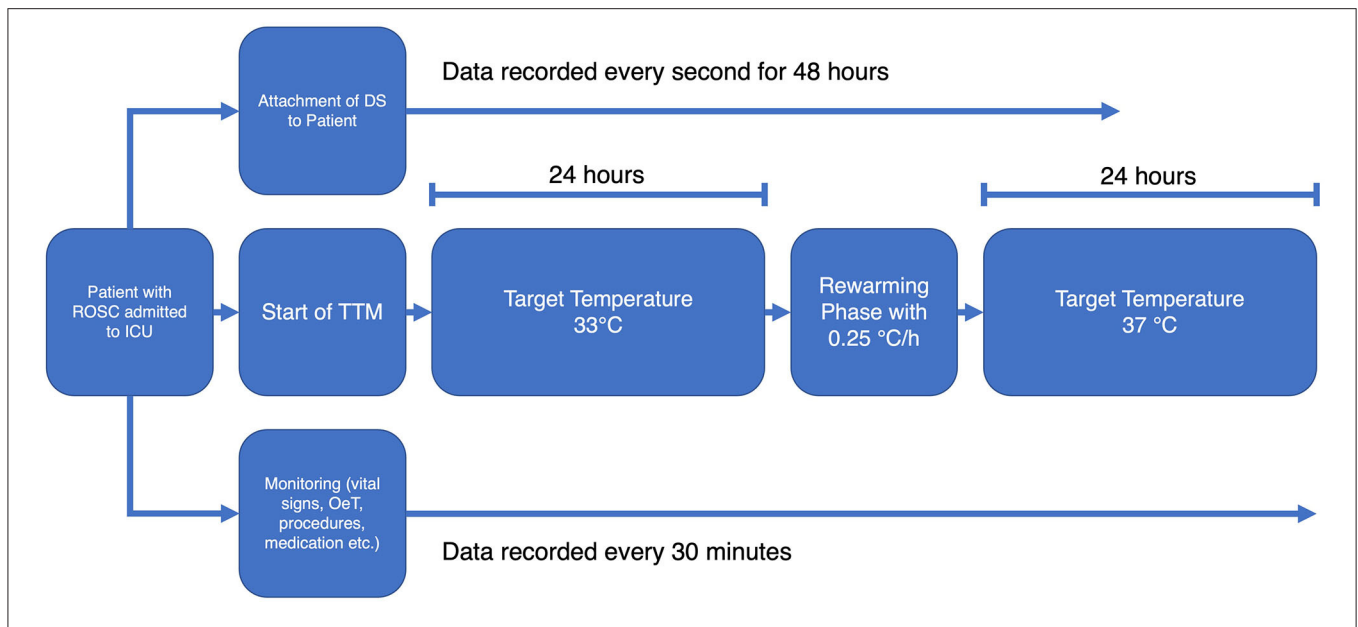 Attachment of DS
to Patient
Data recorded every second for 48 hours
24 hours
24 hours
Patient with
ROSC admitted
to ICU
Start of TTM
Target Temperature
33°C
Rewarming
Phase with
0.25 °C/h
Target Temperature
37 °C
Monitoring (vital
signs, OeT,
procedures,
medication etc.)
Data recorded every 30 minutes